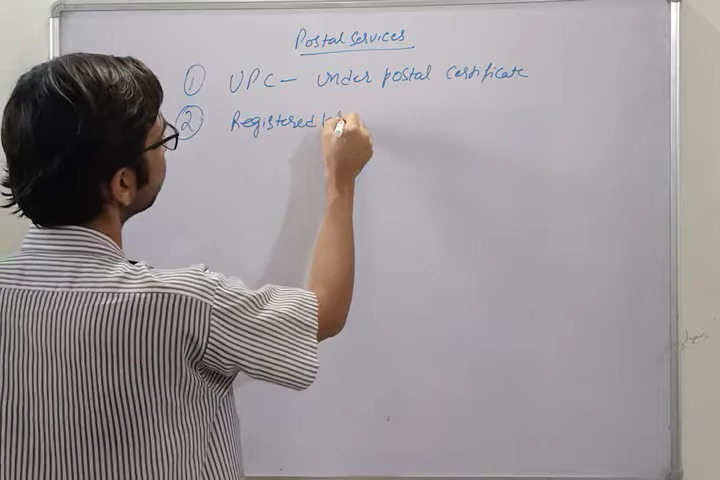 Postal Services
① UPC - Under postal certificate
② Registered